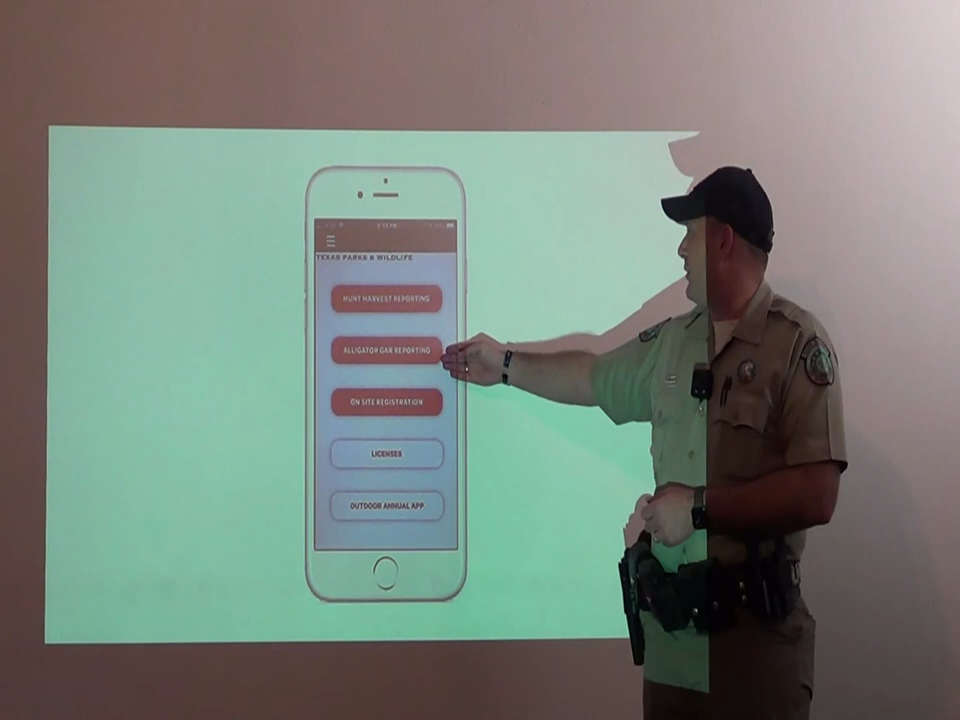 TEXAS PARKS & WILDLIFE
HUNT HARVEST REPORTING
ALLIGATOR GAR REPORTING
ON SITE REGISTRATION
LICENSES
OUTDOOR ANNUAL APP